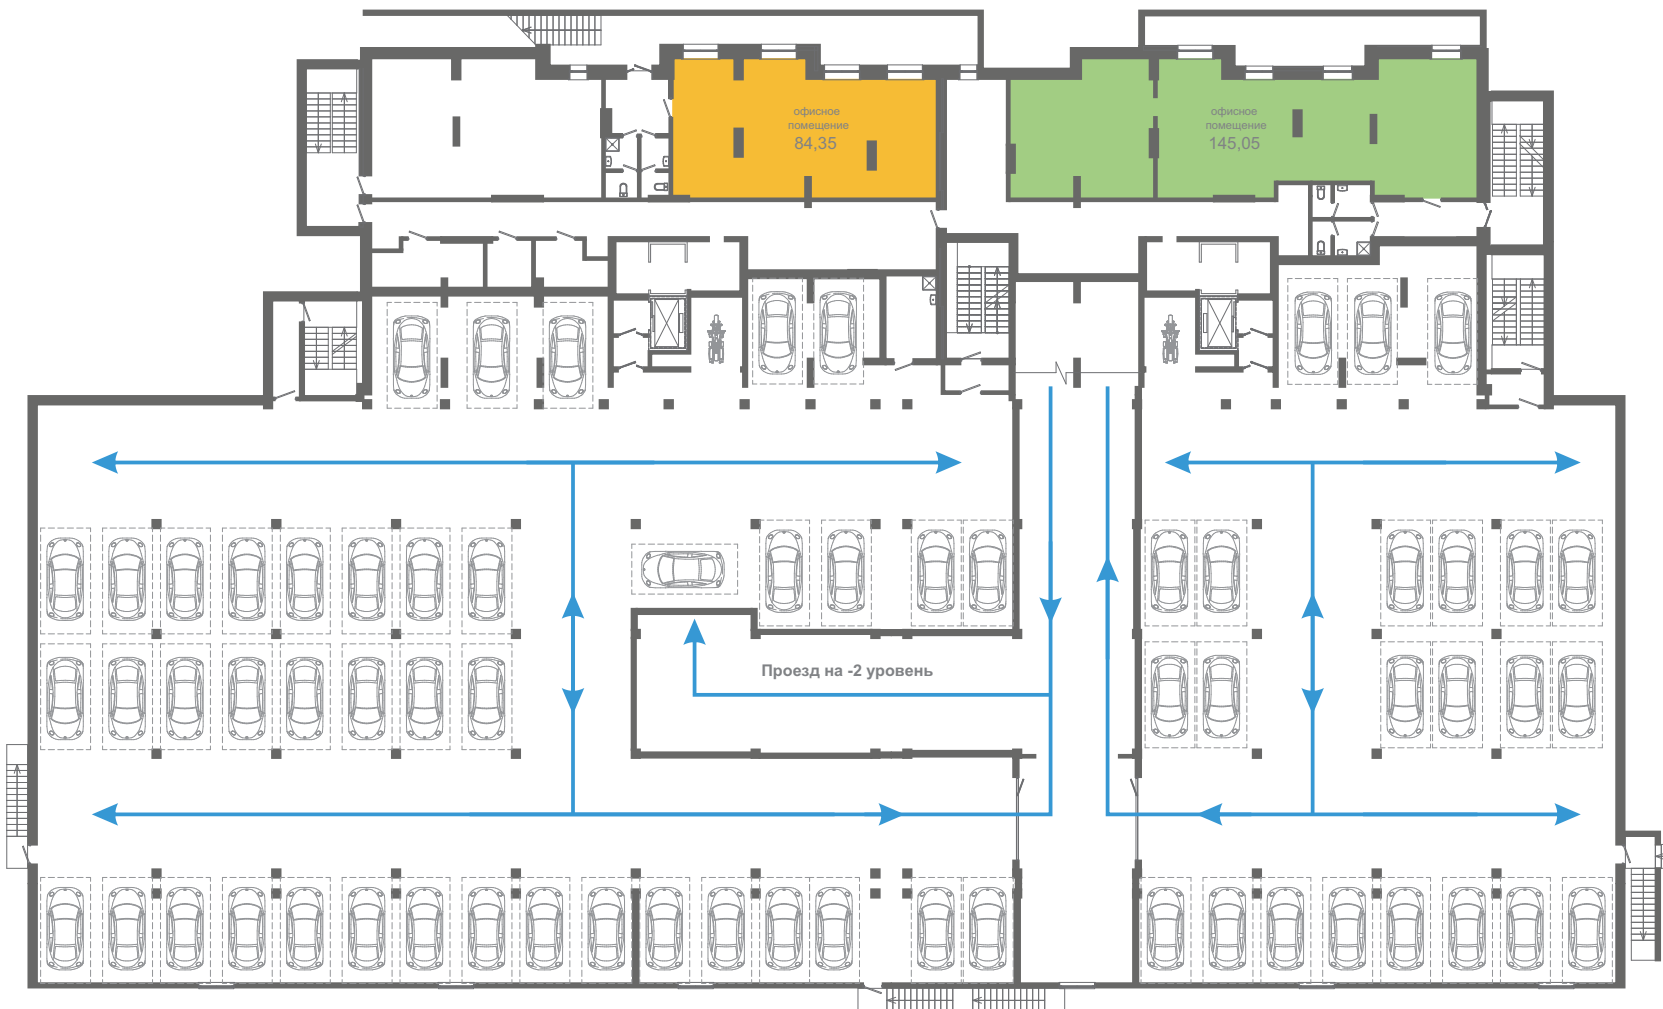 офисное
помещение
84,35
офисное
помещение
145,05
Проезд на -2 уровень